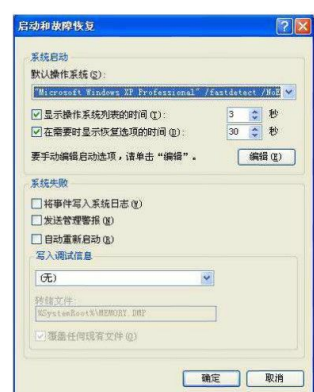 启动和故障恢复
系统启动
默认操作系统(S):
"Microsoft Windows XP Professional" /fastdetect /NoE
显示操作系统列表的时间(T): 3 秒
在需要时显示恢复选项的时间(D): 30 秒
要手动编辑启动选项，请单击“编辑”。 编辑(E)
系统失败
将事件写入系统日志(W)
发送管理警报(N)
自动重新启动(R)
写入调试信息
(无)
转储文件:
%SystemRoot%\MEMORY.DMP
覆盖任何现有文件(O)
确定 取消